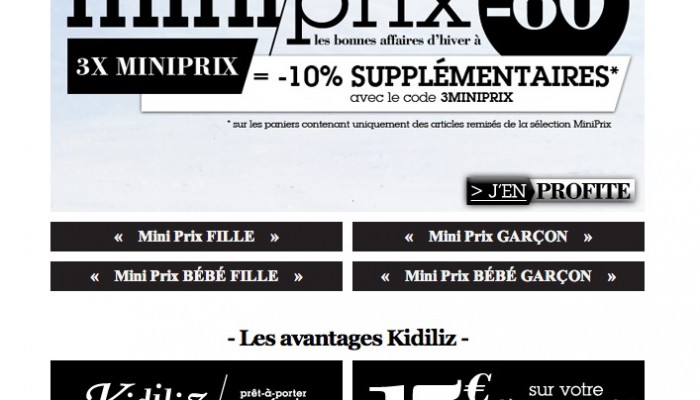 mini/prix -60
les bonnes affaires d'hiver à
3X MINIPRIX = -10% SUPPLÉMENTAIRES*
avec le code 3MINIPRIX
* sur les paniers contenant uniquement des articles remisés de la sélection MiniPrix
> J'EN PROFITE
« Mini Prix FILLE »
« Mini Prix GARÇON »
« Mini Prix BÉBÉ FILLE »
« Mini Prix BÉBÉ GARÇON »
- Les avantages Kidiliz -
Kidiliz / prêt-à-porter
€ sur votre